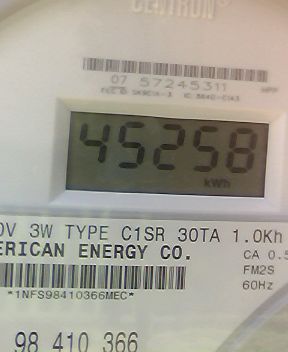 CENTRON
07 57245311
45258
kWh
0V 3W TYPE C1SR 30TA 1.0Kh
ERICAN ENERGY CO.
CA 0.5
FM2S
60Hz
*1NFS98410366MEC*
98 410 366